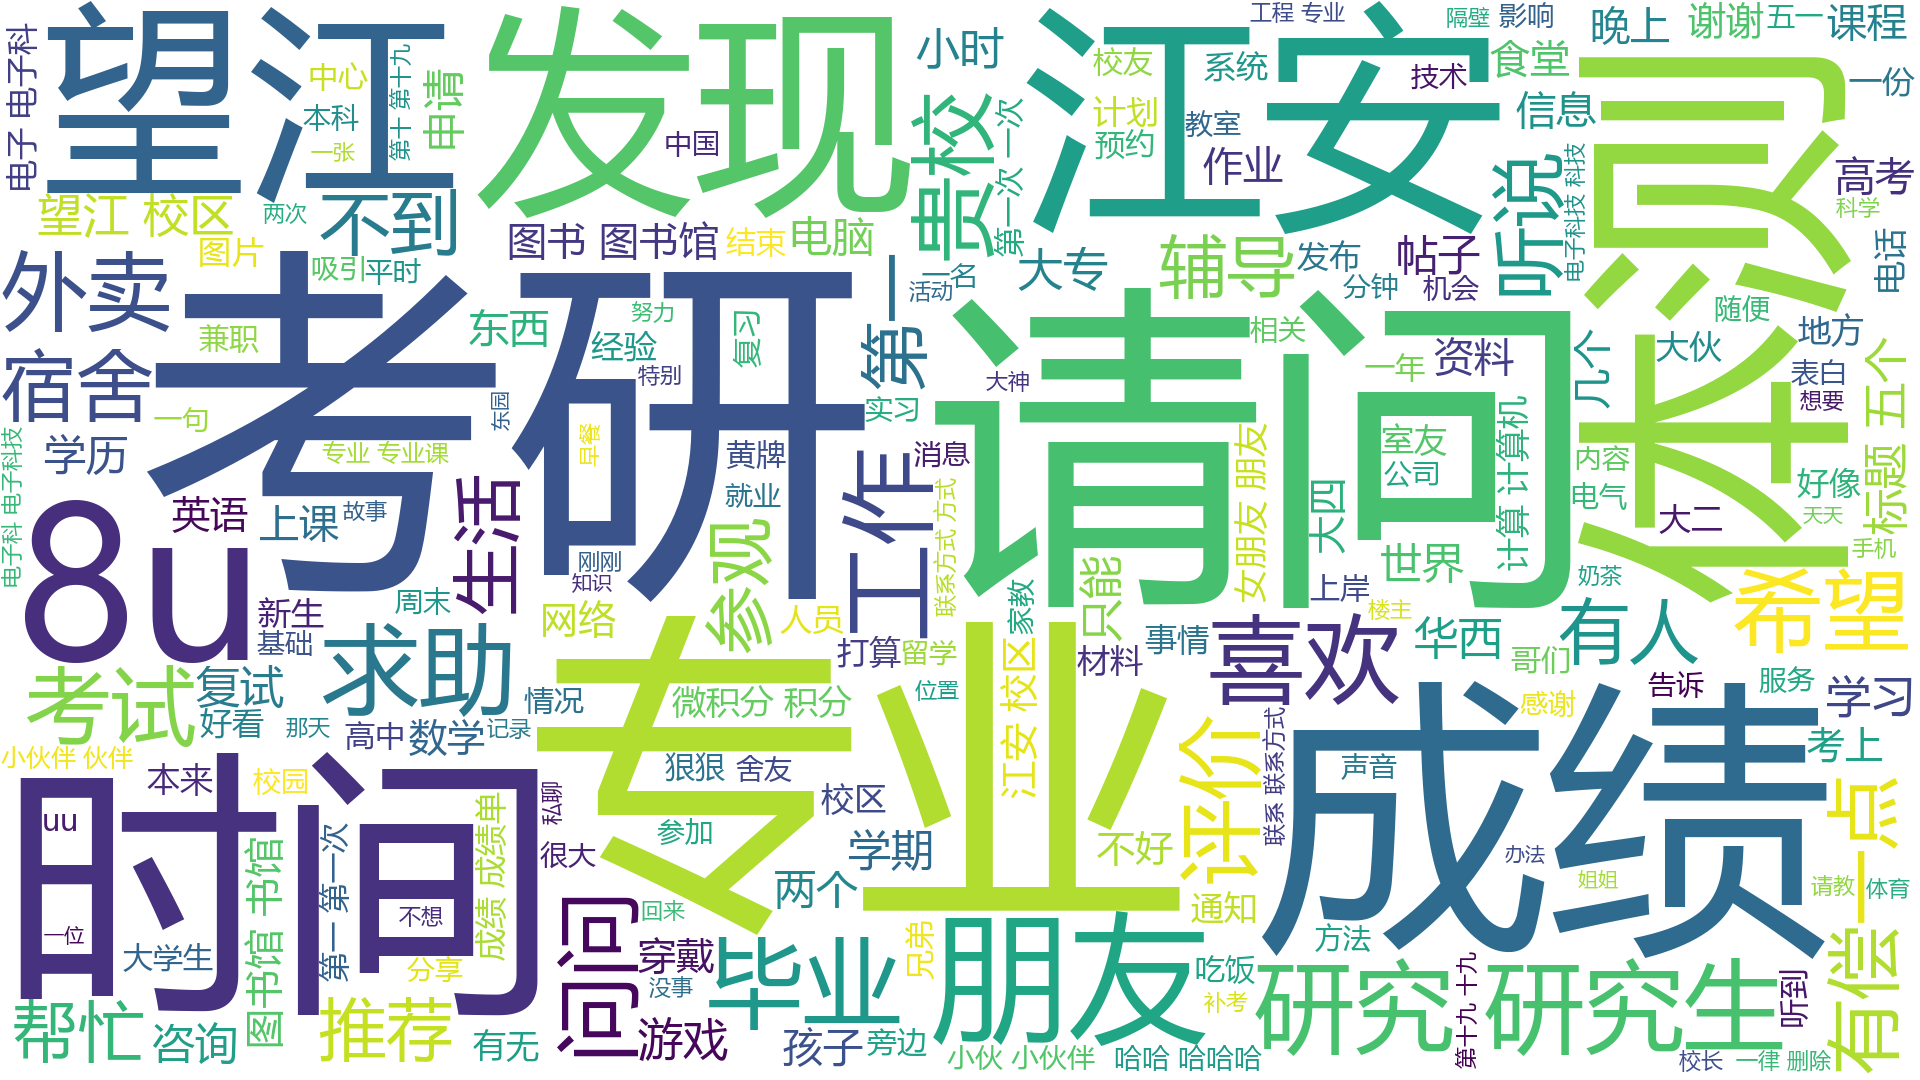 望江
发现
江安
体测
考研
请问
8u
时间
专业
成绩
电子 电子科
中心
第十 第十九
本科
一张
申请
望江 校区
两次
不到
图片
吸引
平时
中国
图书 图书馆
结束
电脑
小时
贵校
第一次 一次
校友
计划
预约
系统
教室
作业
工程 专业
技术
隔壁
影响
食堂
信息
晚上
谢谢
五一
课程
一份
高考
科学
电话
听说
电子科技 科技
帖子
机会
发布
分钟
辅导
大专
一名
活动
外卖
宿舍
兼职
一句
学历
专业 专业课
东西
经验
努力
特别
复习
第一
东园
早餐
黄牌
就业
实习
大神
相关
一年
资料
几个
大伙
随便
地方
表白
想要
标题 五个
室友
公司
计算 计算机
内容
电气
大二
好像
天天
手机
奶茶
电子科 电子科技
英语
上课
故事
生活
刚刚
知识
新生
基础
周末
网络
参观
人员
工作
消息
联系方式 方式
家教
只能
女朋友 朋友
大四
世界
上岸
楼主
希望
有人
华西
哥们
喜欢
事情
材料
打算
留学
位置
江安 校区
考试
复试
好看
求助
那天
高中
数学
记录
情况
微积分 积分
狠狠
舍友
校区
参加
学期
两个
不好
评价
通知
联系 联系方式
声音
感谢
告诉
服务
学习
考上
有偿 一点
办法
姐姐
请教
体育
小伙伴 伙伴
本来
校园
uu
图书馆 书馆
第一 第一次
成绩 成绩单
私聊
很大
不想
一位
大学生
分享
帮忙
咨询
推荐
有无
问问
回来
穿戴
没事
游戏
毕业
孩子
旁边
兄弟
朋友
小伙 小伙伴
哈哈 哈哈哈
吃饭
补考
方法
研究 研究生
第十九 十九
听到
校长
一律 删除